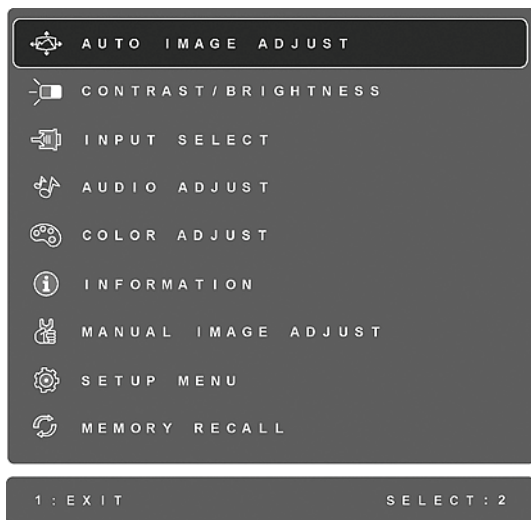 AUTO IMAGE ADJUST
CONTRAST/BRIGHTNESS
INPUT SELECT
AUDIO ADJUST
COLOR ADJUST
INFORMATION
MANUAL IMAGE ADJUST
SETUP MENU
MEMORY RECALL
1:EXIT SELECT:2